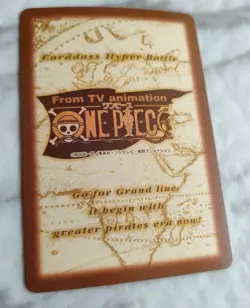 Carddass Hyper Battle
From TV animation
ワンピース
ONE PIECE
Go for Grand line,
it begin with
greater pirates era now!